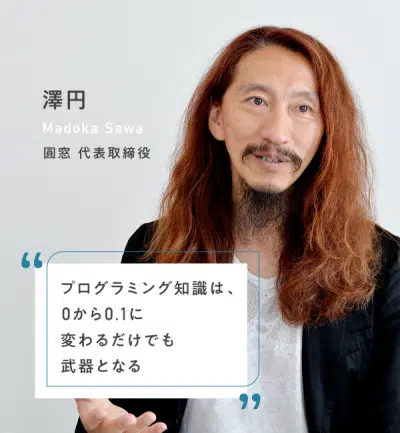 澤円
Madoka Sawa
圓窓 代表取締役
“
プログラミング知識は、
0から0.1に
変わるだけでも
武器となる
”